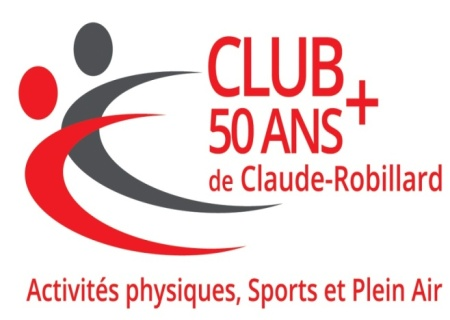 CLUB
50 ANS+
de Claude-Robillard
Activités physiques, Sports et Plein Air